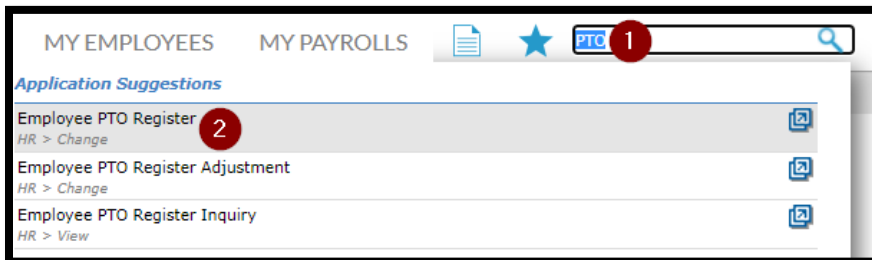 MY EMPLOYEES MY PAYROLLS PTO 1
Application Suggestions
Employee PTO Register 2
HR > Change
Employee PTO Register Adjustment
HR > Change
Employee PTO Register Inquiry
HR > View